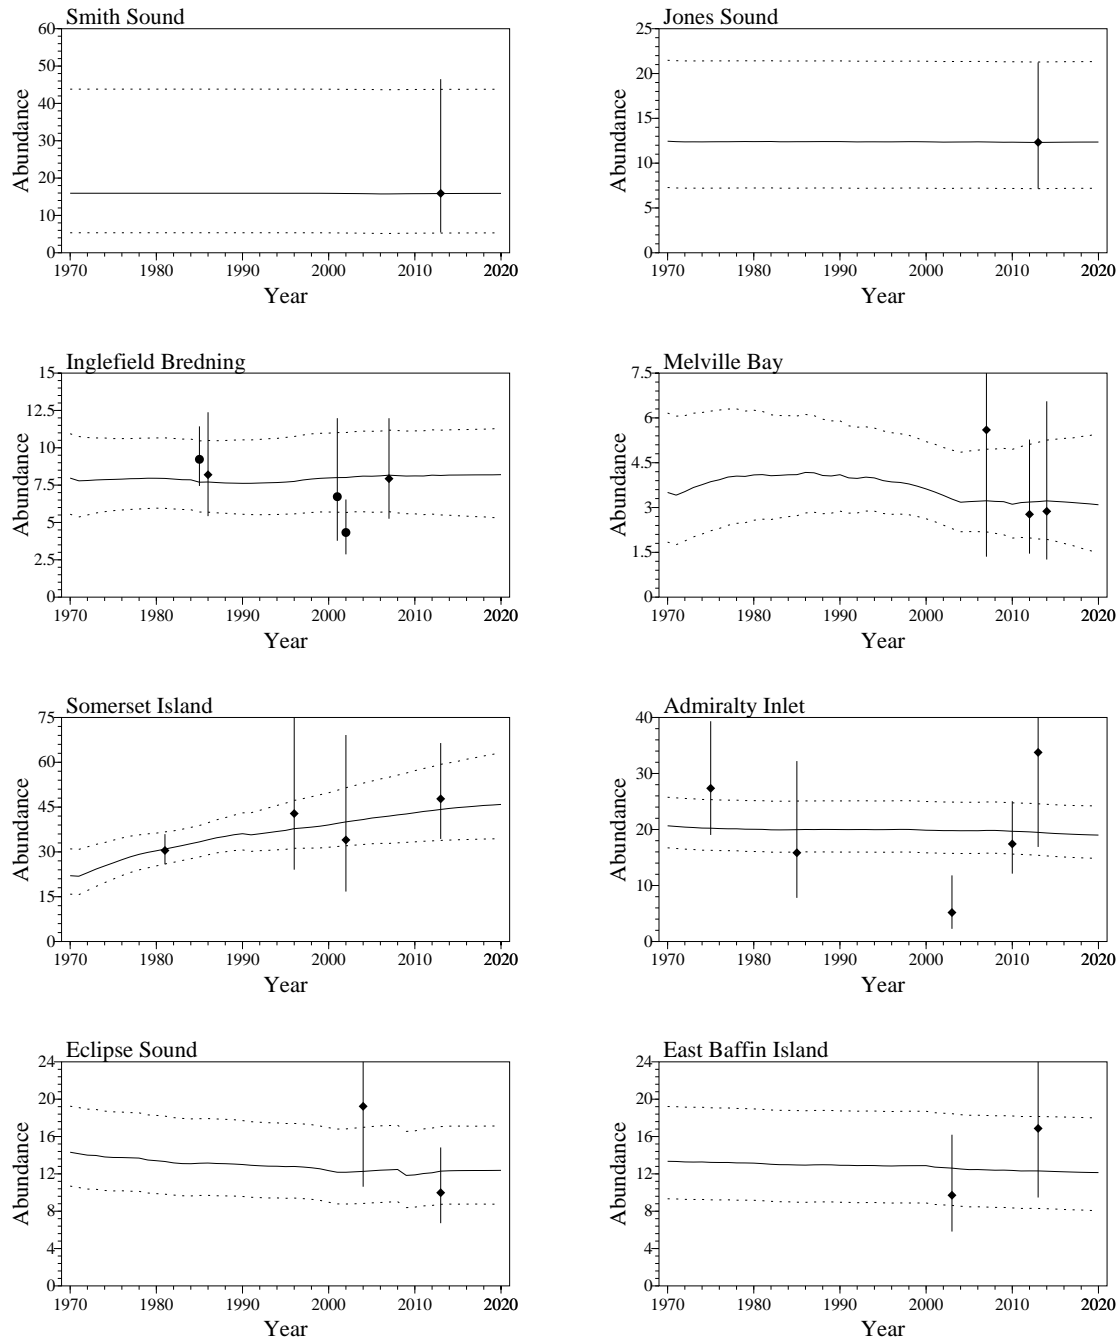 Smith Sound
Abundance
60
50
40
30
20
10
0
1970 1980 1990 2000 2010 2020
Year
Jones Sound
Abundance
25
20
15
10
5
0
1970 1980 1990 2000 2010 2020
Year
Inglefield Bredning
Abundance
15
12.5
10
7.5
5
2.5
0
1970 1980 1990 2000 2010 2020
Year
Melville Bay
Abundance
7.5
6
4.5
3
1.5
0
1970 1980 1990 2000 2010 2020
Year
Somerset Island
Abundance
75
60
45
30
15
0
1970 1980 1990 2000 2010 2020
Year
Admiralty Inlet
Abundance
40
30
20
10
0
1970 1980 1990 2000 2010 2020
Year
Eclipse Sound
Abundance
24
20
16
12
8
4
0
1970 1980 1990 2000 2010 2020
Year
East Baffin Island
Abundance
24
20
16
12
8
4
0
1970 1980 1990 2000 2010 2020
Year